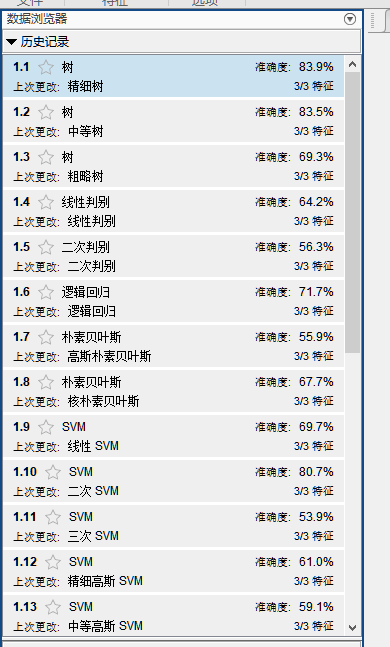 文件 特征 选项
数据浏览器
历史记录
1.1 树 准确度: 83.9%
上次更改: 精细树 3/3 特征
1.2 树 准确度: 83.5%
上次更改: 中等树 3/3 特征
1.3 树 准确度: 69.3%
上次更改: 粗略树 3/3 特征
1.4 线性判别 准确度: 64.2%
上次更改: 线性判别 3/3 特征
1.5 二次判别 准确度: 56.3%
上次更改: 二次判别 3/3 特征
1.6 逻辑回归 准确度: 71.7%
上次更改: 逻辑回归 3/3 特征
1.7 朴素贝叶斯 准确度: 55.9%
上次更改: 高斯朴素贝叶斯 3/3 特征
1.8 朴素贝叶斯 准确度: 67.7%
上次更改: 核朴素贝叶斯 3/3 特征
1.9 SVM 准确度: 69.7%
上次更改: 线性 SVM 3/3 特征
1.10 SVM 准确度: 80.7%
上次更改: 二次 SVM 3/3 特征
1.11 SVM 准确度: 53.9%
上次更改: 三次 SVM 3/3 特征
1.12 SVM 准确度: 61.0%
上次更改: 精细高斯 SVM 3/3 特征
1.13 SVM 准确度: 59.1%
上次更改: 中等高斯 SVM 3/3 特征